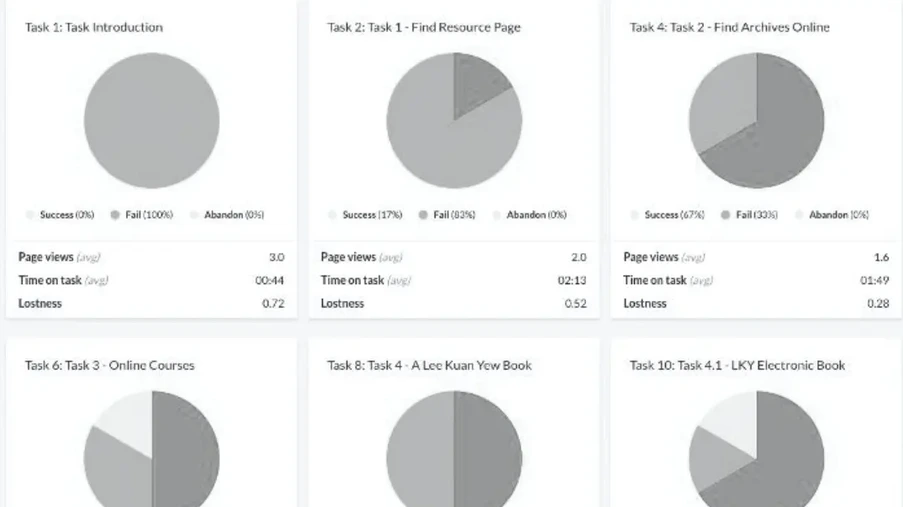 Task 1: Task Introduction
Success (0%) Fail (100%) Abandon (0%)
Page views (avg) 3.0
Time on task (avg) 00:44
Lostness 0.72
Task 2: Task 1 - Find Resource Page
Success (17%) Fail (83%) Abandon (0%)
Page views (avg) 2.0
Time on task (avg) 02:13
Lostness 0.52
Task 4: Task 2 - Find Archives Online
Success (67%) Fail (33%) Abandon (0%)
Page views (avg) 1.6
Time on task (avg) 01:49
Lostness 0.28
Task 6: Task 3 - Online Courses
Task 8: Task 4 - A Lee Kuan Yew Book
Task 10: Task 4.1 - LKY Electronic Book